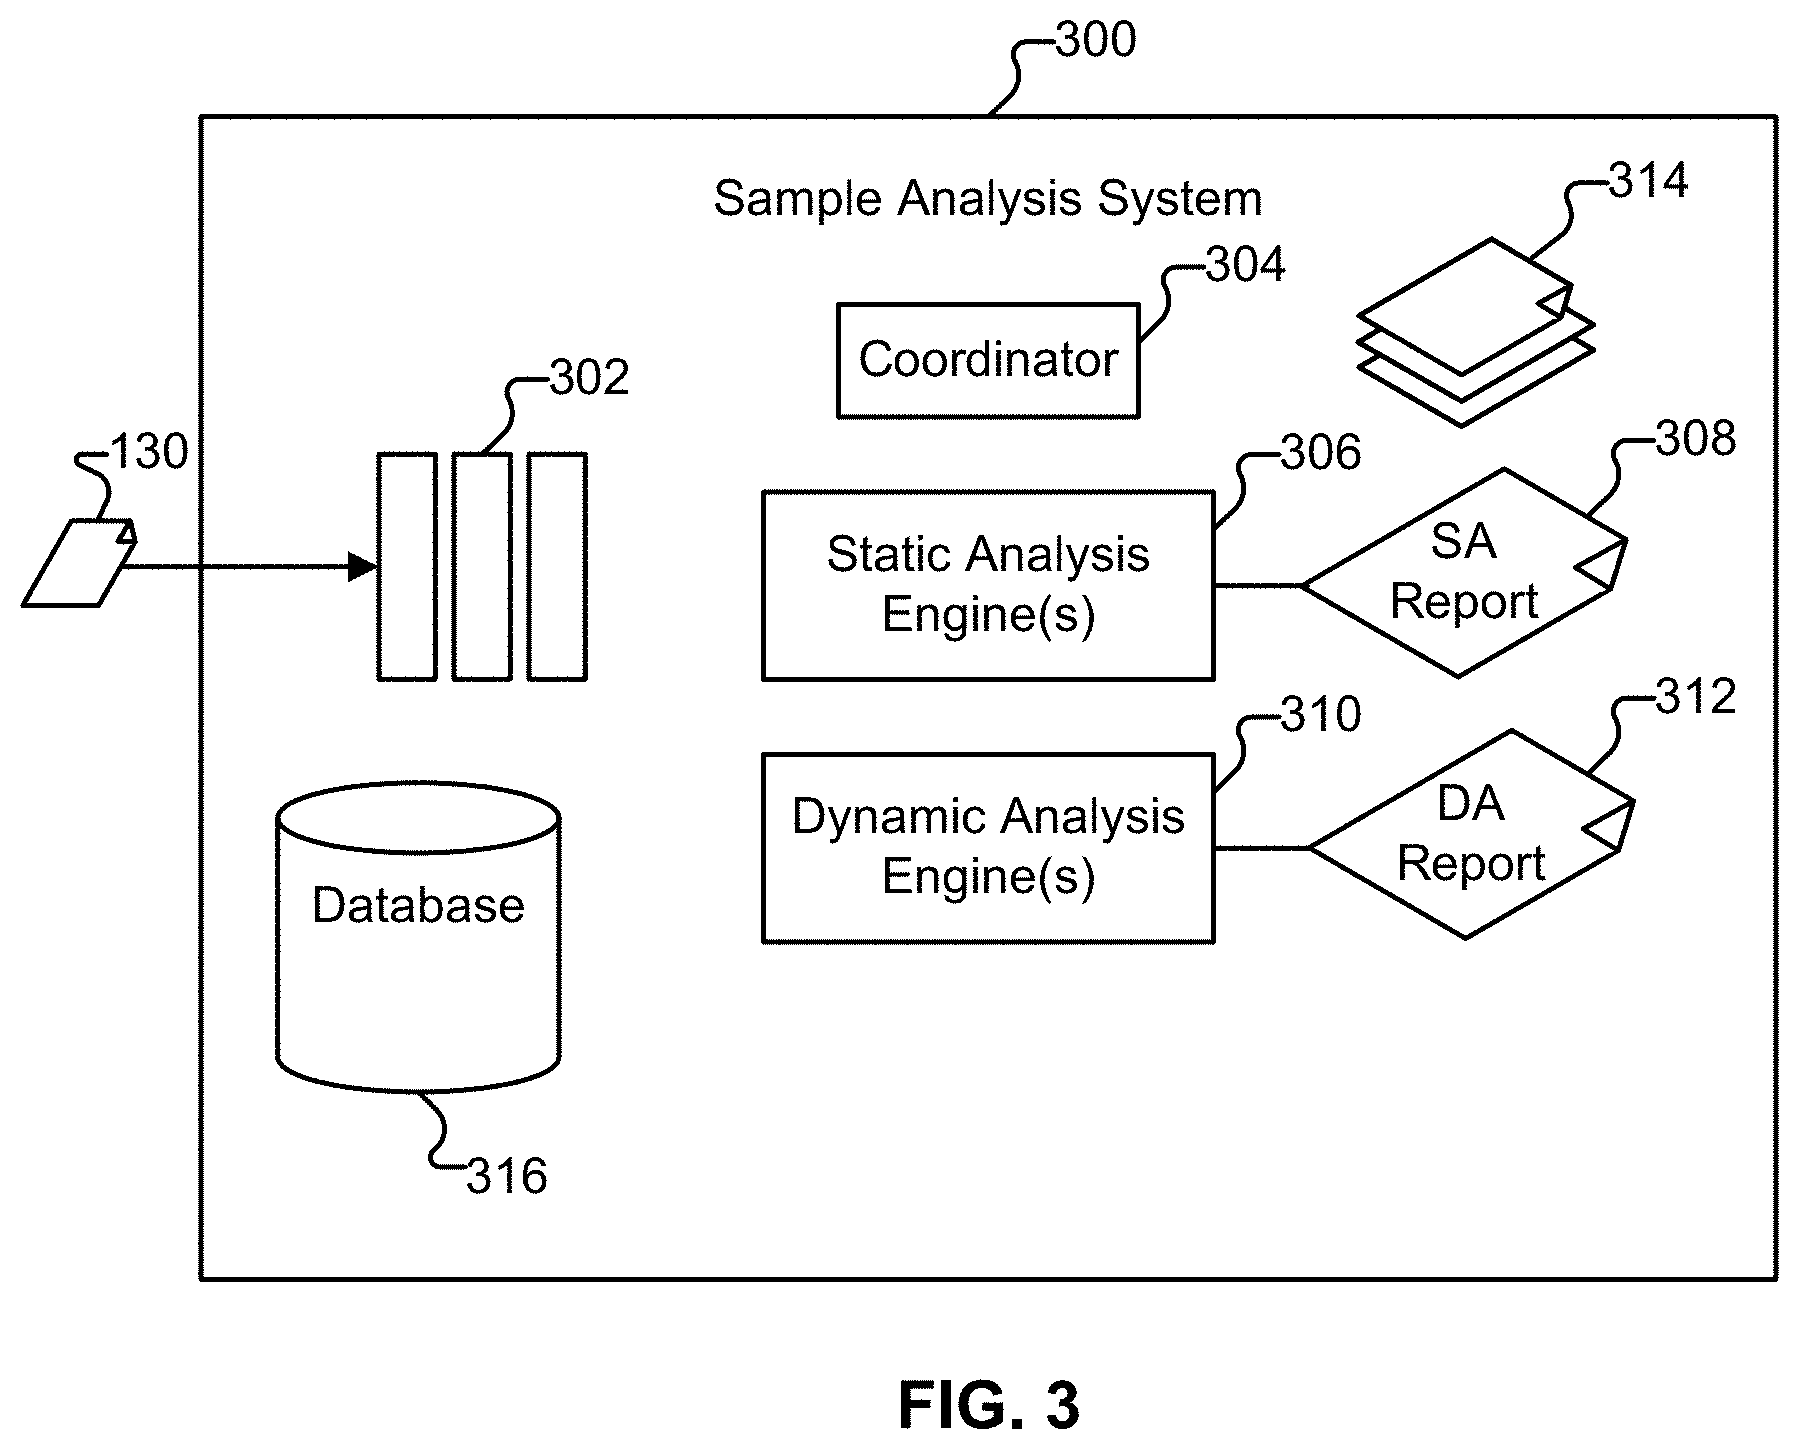 300
Sample Analysis System
314
304
Coordinator
302
130
306
308
Static Analysis
Engine(s)
SA
Report
310
312
Dynamic Analysis
Engine(s)
DA
Report
Database
316
FIG. 3